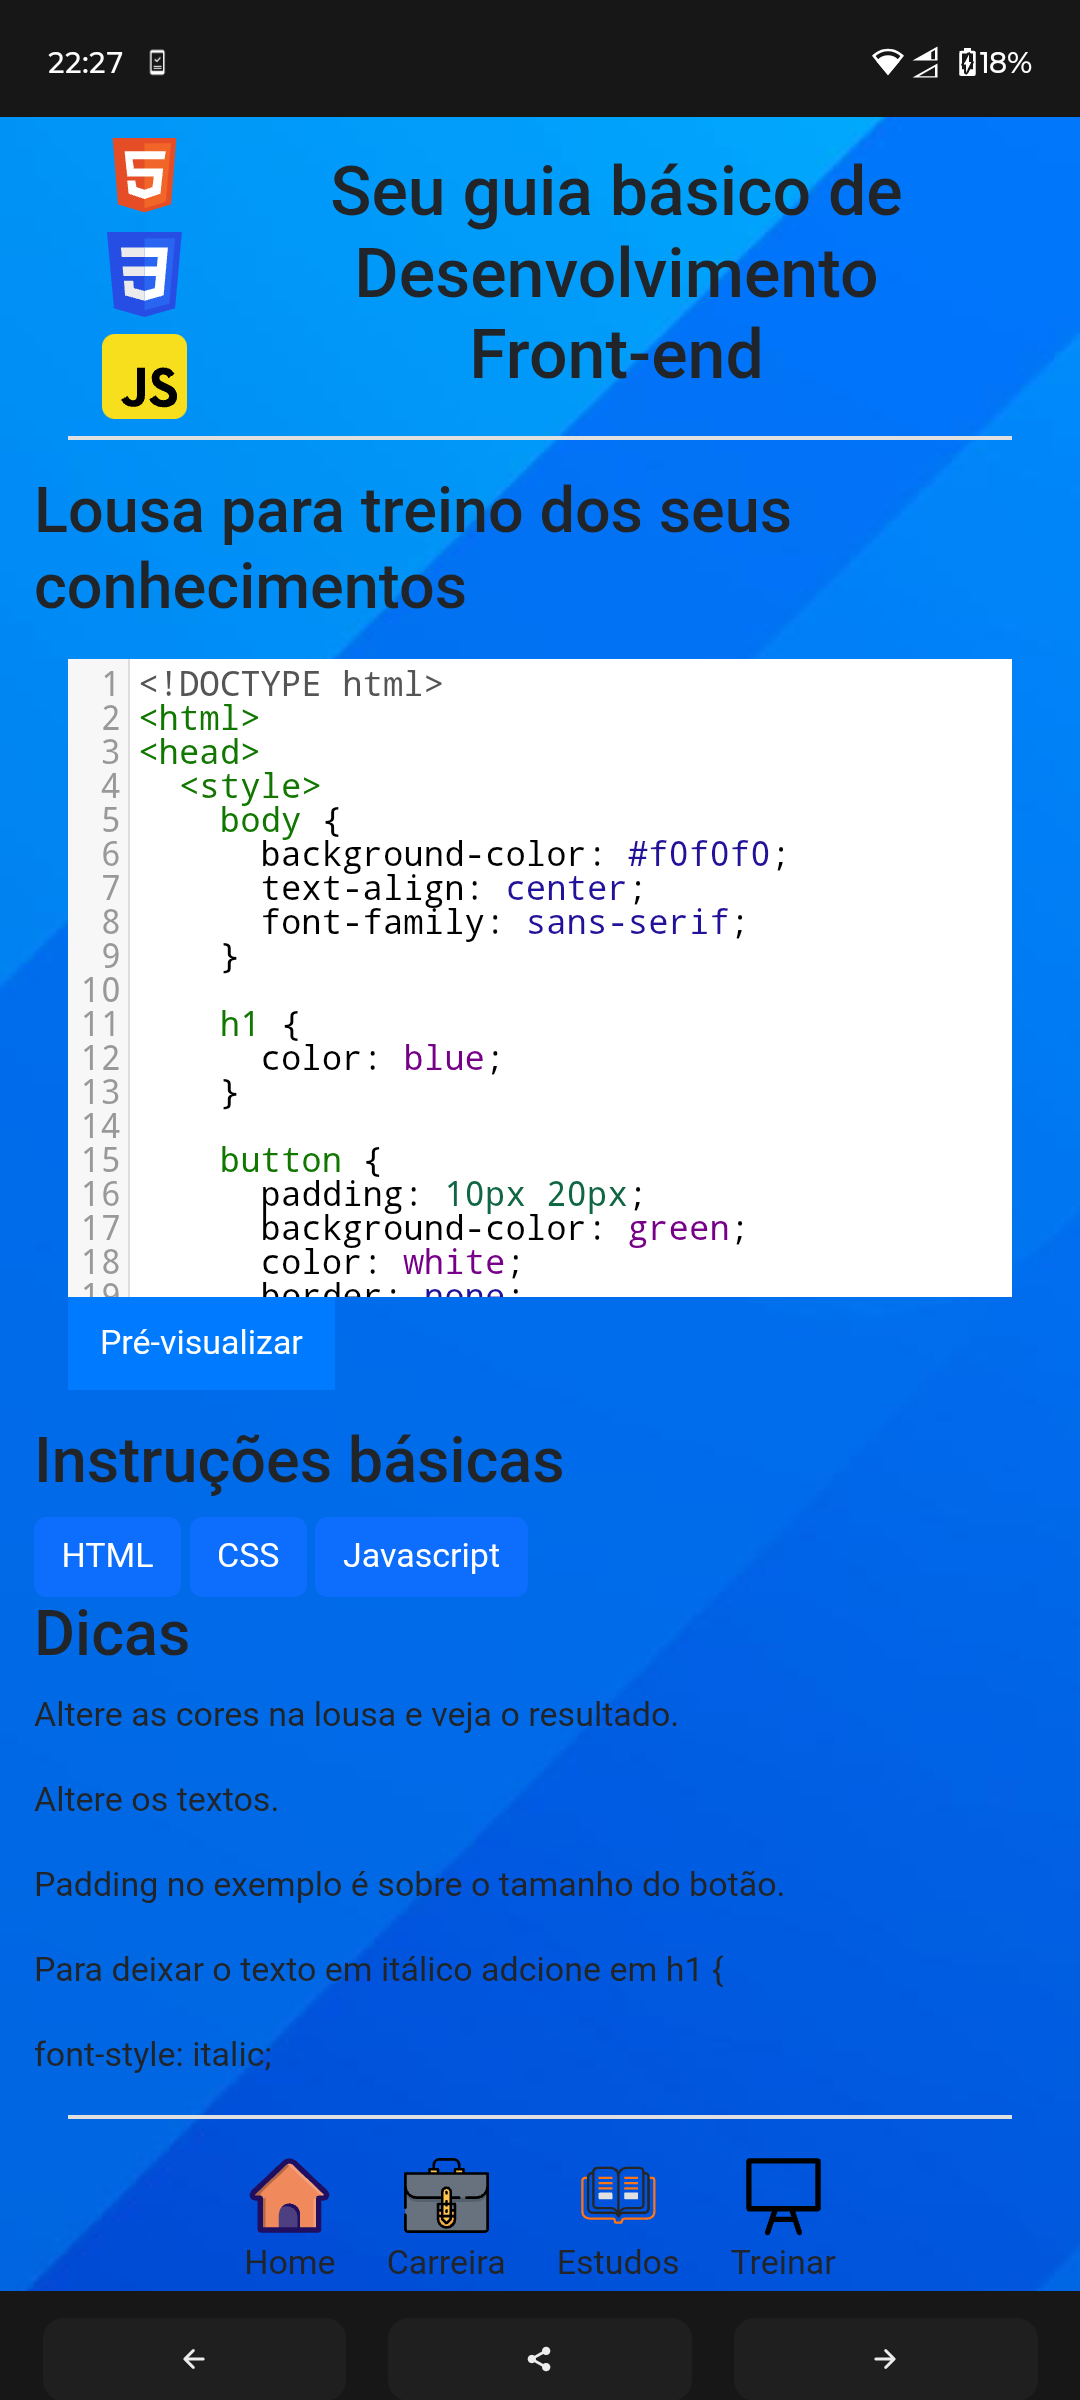 22:27
18%
Seu guia básico de
Desenvolvimento
Front-end
JS
Lousa para treino dos seus
conhecimentos
1 <!DOCTYPE html>
2 <html>
3 <head>
4   <style>
5     body {
6       background-color: #f0f0f0;
7       text-align: center;
8       font-family: sans-serif;
9     }
10
11     h1 {
12       color: blue;
13     }
14
15     button {
16       padding: 10px 20px;
17       background-color: green;
18       color: white;
19       border: none;
Pré-visualizar
Instruções básicas
HTML CSS Javascript
Dicas
Altere as cores na lousa e veja o resultado.
Altere os textos.
Padding no exemplo é sobre o tamanho do botão.
Para deixar o texto em itálico adcione em h1 {
font-style: italic;
Home Carreira Estudos Treinar